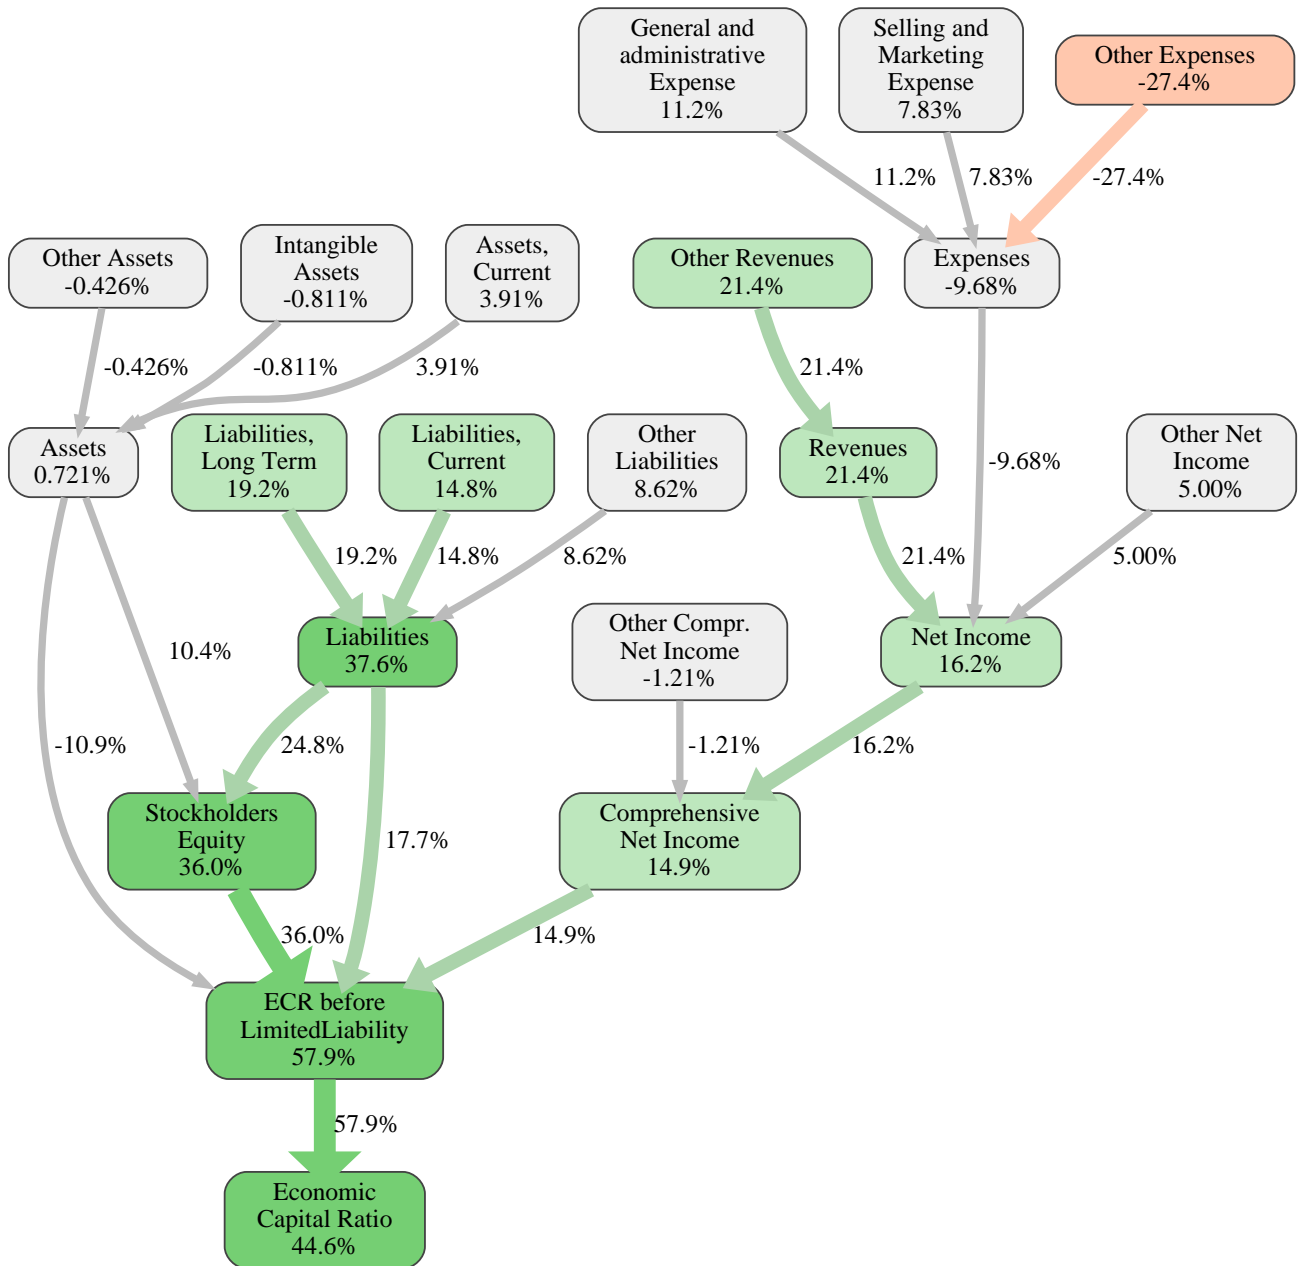 General and
administrative
Expense
11.2%
Selling and
Marketing
Expense
7.83%
Other Expenses
-27.4%
11.2%
7.83%
-27.4%
Other Assets
-0.426%
Intangible
Assets
-0.811%
Assets,
Current
3.91%
Other Revenues
21.4%
Expenses
-9.68%
-0.426%
-0.811%
3.91%
21.4%
Assets
0.721%
Liabilities,
Long Term
19.2%
Liabilities,
Current
14.8%
Other
Liabilities
8.62%
Revenues
21.4%
-9.68%
Other Net
Income
5.00%
19.2%
14.8%
8.62%
21.4%
5.00%
10.4%
Liabilities
37.6%
Other Compr.
Net Income
-1.21%
Net Income
16.2%
-10.9%
24.8%
-1.21%
16.2%
Stockholders
Equity
36.0%
17.7%
Comprehensive
Net Income
14.9%
36.0%
14.9%
ECR before
LimitedLiability
57.9%
57.9%
Economic
Capital Ratio
44.6%